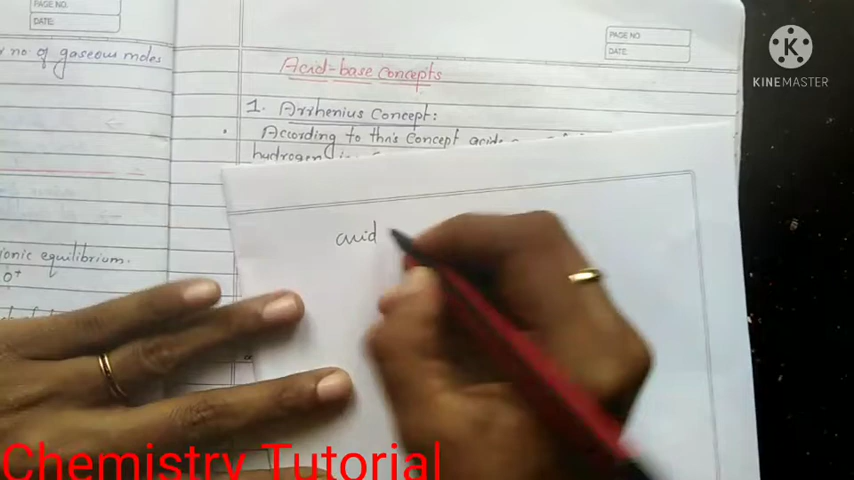 PAGE NO.
DATE:
r no of gaseous moles
ionic equilibrium.
PAGE NO
DATE:
Acid-base Concepts
1. Arrhenius Concept:
According to this Concept acids
hydrogen
acid
K
KINEMASTER
Chemistry Tutorial